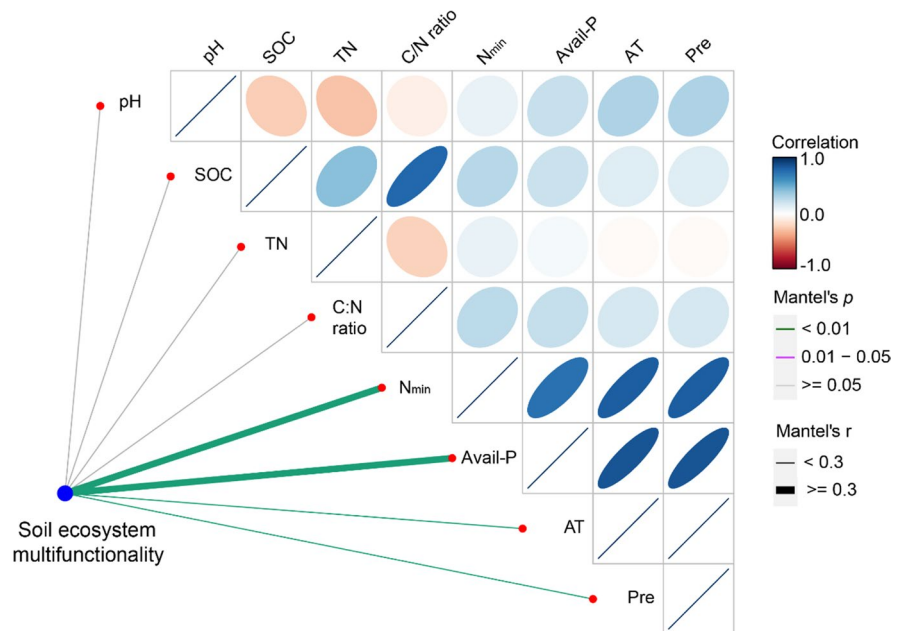 pH
SOC
TN
C/N ratio
Nmin
Avail-P
AT
Pre
pH
SOC
TN
C:N
ratio
Nmin
Avail-P
AT
Pre
Soil ecosystem
multifunctionality
Correlation
1.0
0.0
-1.0
Mantel's p
< 0.01
0.01 – 0.05
>= 0.05
Mantel's r
< 0.3
>= 0.3